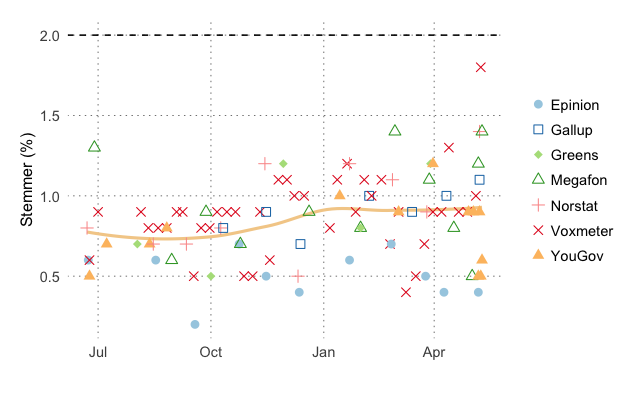 Stemmer (%)
2.0
1.5
1.0
0.5
Jul Oct Jan Apr
Epinion
Gallup
Greens
Megafon
Norstat
Voxmeter
YouGov